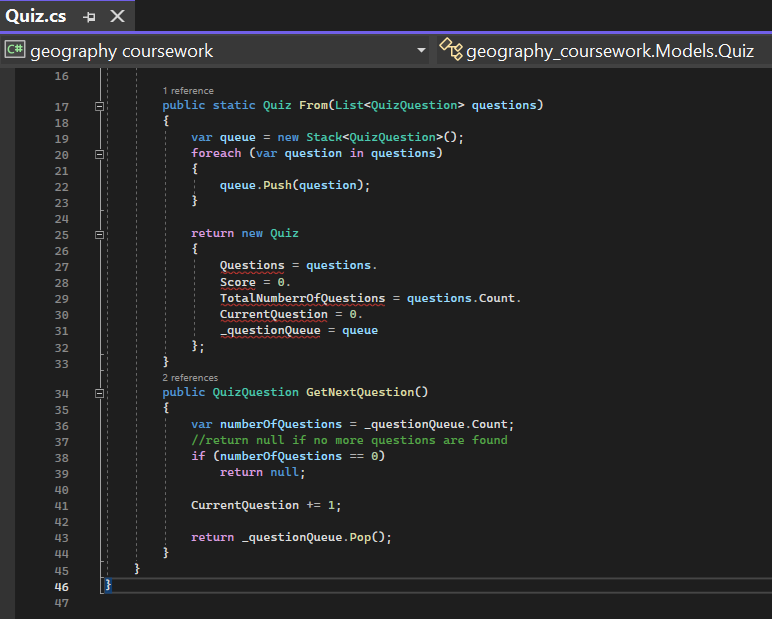 Quiz.cs
C# geography coursework geography_coursework.Models.Quiz
16
1 reference
17 public static Quiz From(List<QuizQuestion> questions)
18 {
19 var queue = new Stack<QuizQuestion>();
20 foreach (var question in questions)
21 {
22 queue.Push(question);
23 }
24
25 return new Quiz
26 {
27 Questions = questions.
28 Score = 0.
29 TotalNumberrOfQuestions = questions.Count.
30 CurrentQuestion = 0.
31 _questionQueue = queue
32 };
33 }
2 references
34 public QuizQuestion GetNextQuestion()
35 {
36 var numberOfQuestions = _questionQueue.Count;
37 //return null if no more questions are found
38 if (numberOfQuestions == 0)
39 return null;
40
41 CurrentQuestion += 1;
42
43 return _questionQueue.Pop();
44 }
45 }
46 }
47